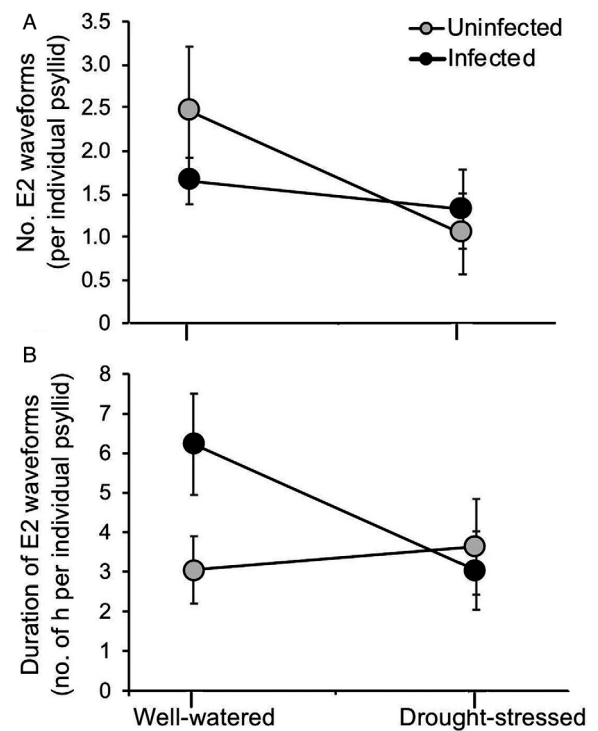 A
Uninfected
Infected
No. E2 waveforms
(per individual psyllid)
3.5
3.0
2.5
2.0
1.5
1.0
0.5
0
B
Duration of E2 waveforms
(no. of h per individual psyllid)
8
7
6
5
4
3
2
1
0
Well-watered
Drought-stressed